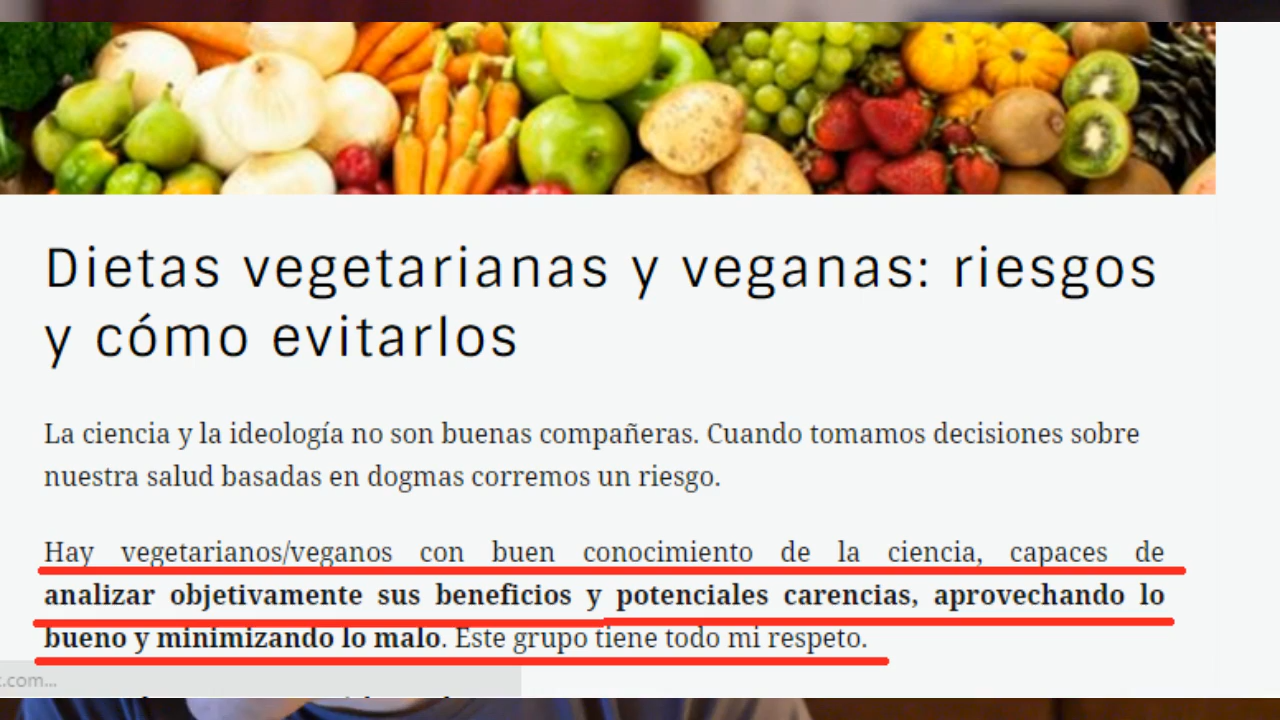 Dietas vegetarianas y veganas: riesgos
y cómo evitarlos
La ciencia y la ideología no son buenas compañeras. Cuando tomamos decisiones sobre
nuestra salud basadas en dogmas corremos un riesgo.
Hay vegetarianos/veganos con buen conocimiento de la ciencia, capaces de
analizar objetivamente sus beneficios y potenciales carencias, aprovechando lo
bueno y minimizando lo malo. Este grupo tiene todo mi respeto.
.com...